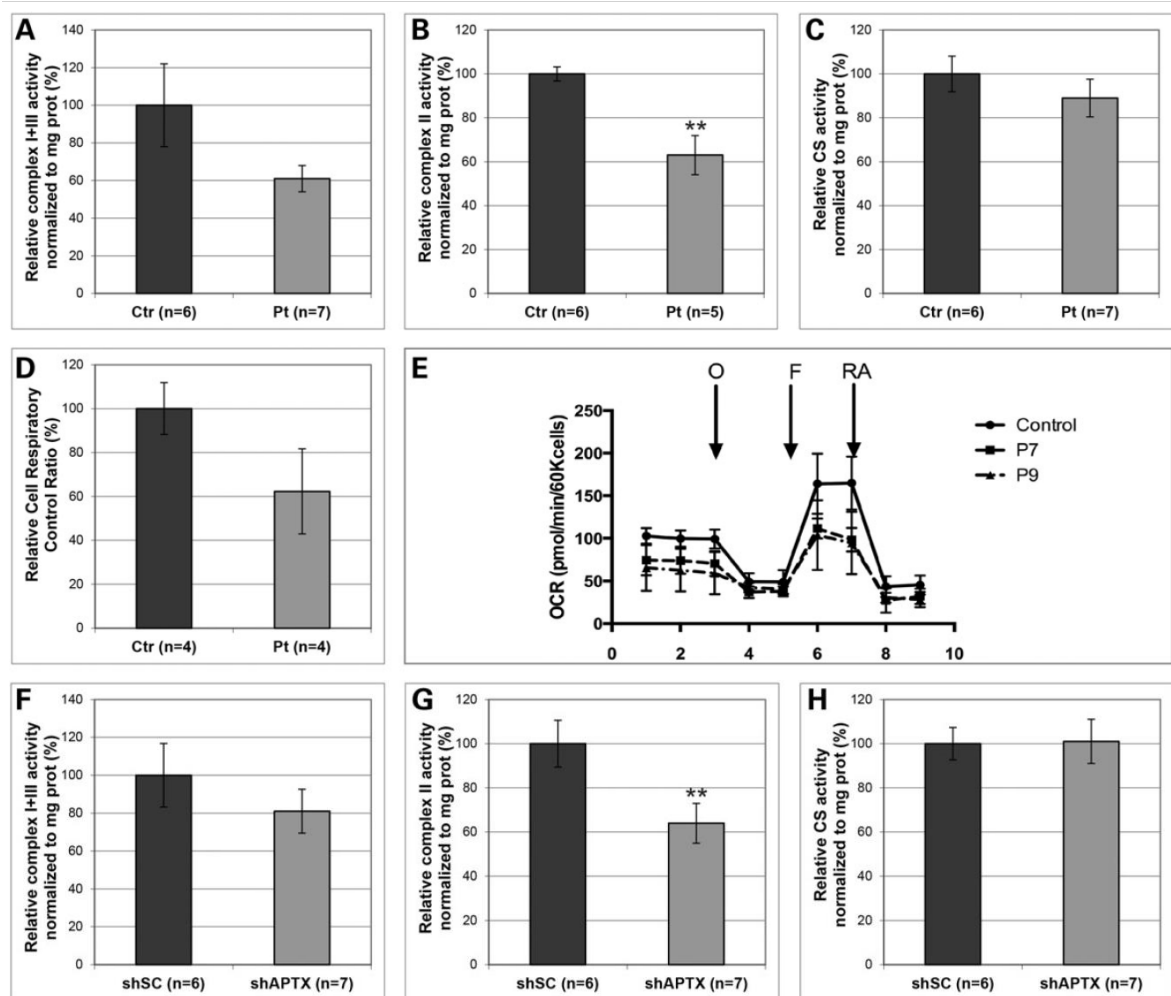 A
Relative complex I+III activity
normalized to mg prot (%)
140
120
100
80
60
40
20
0
Ctr (n=6)
Pt (n=7)
B
Relative complex II activity
normalized to mg prot (%)
120
100
80
60
40
20
0
**
Ctr (n=6)
Pt (n=5)
C
Relative CS activity
normalized to mg prot (%)
120
100
80
60
40
20
0
Ctr (n=6)
Pt (n=7)
D
Relative Cell Respiratory
Control Ratio (%)
120
100
80
60
40
20
0
Ctr (n=4)
Pt (n=4)
E
O
F
RA
OCR (pmol/min/60Kcells)
250
200
150
100
50
0
0
2
4
6
8
10
Control
P7
P9
F
Relative complex I+III activity
normalized to mg prot (%)
140
120
100
80
60
40
20
0
shSC (n=6)
shAPTX (n=7)
G
Relative complex II activity
normalized to mg prot (%)
120
100
80
60
40
20
0
**
shSC (n=6)
shAPTX (n=7)
H
Relative CS activity
normalized to mg prot (%)
120
100
80
60
40
20
0
shSC (n=6)
shAPTX (n=7)